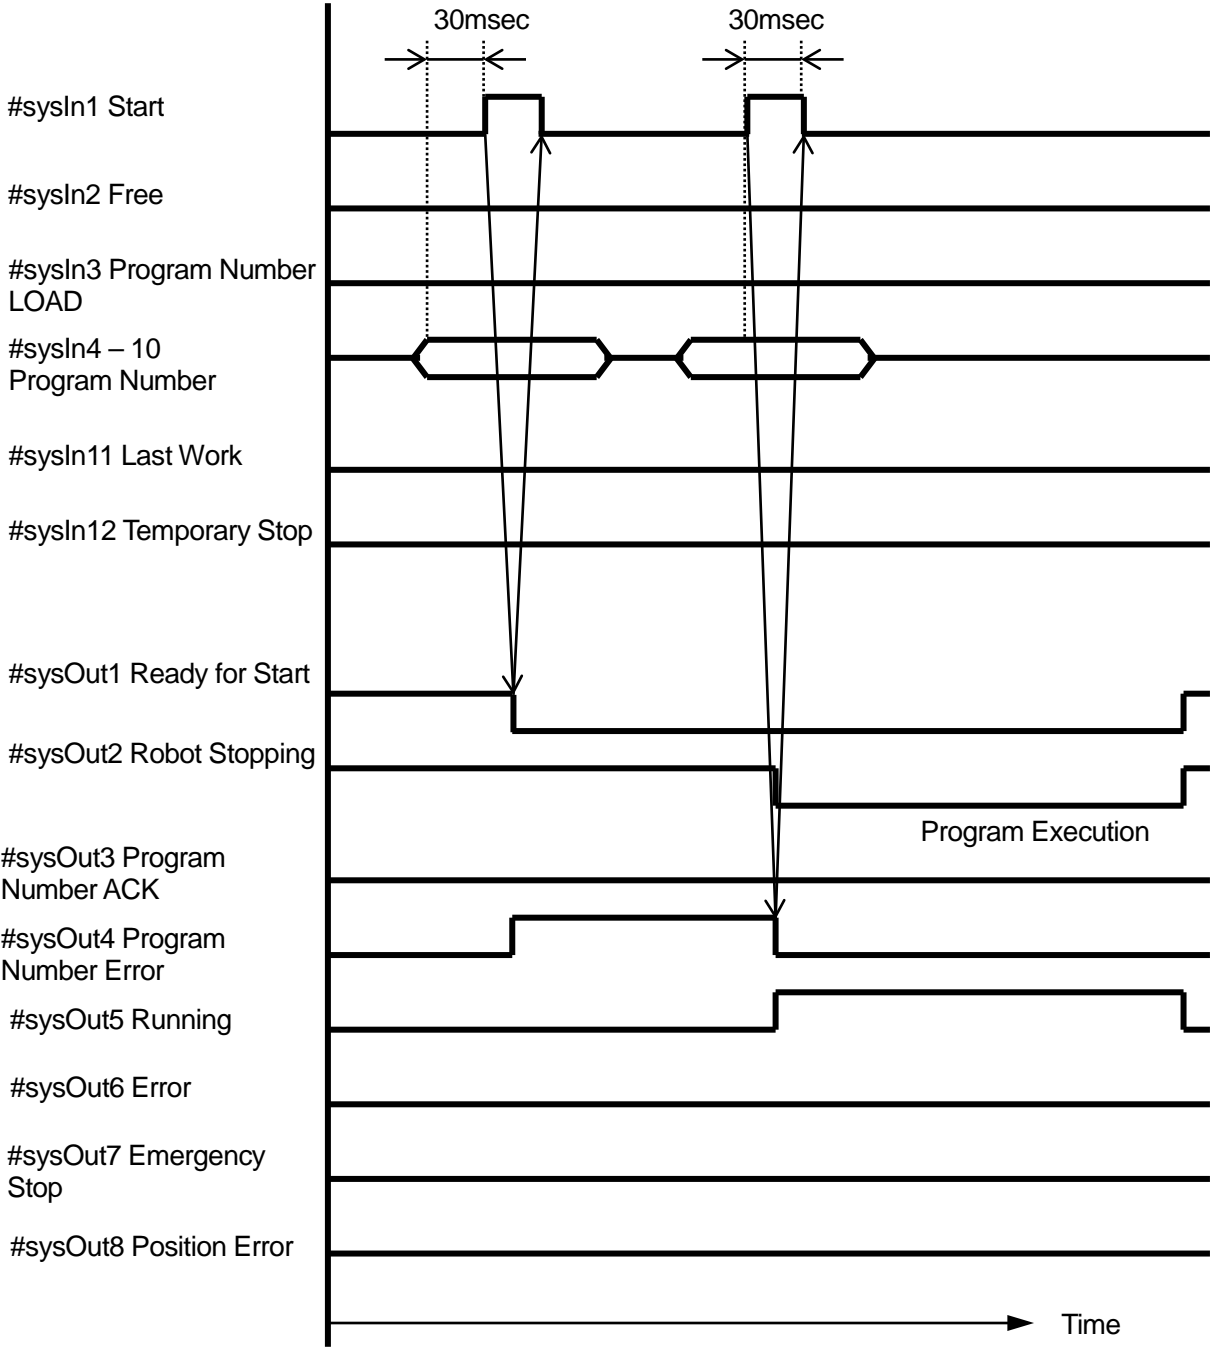 30msec 30msec
#sysIn1 Start
#sysIn2 Free
#sysIn3 Program Number
LOAD
#sysIn4 – 10
Program Number
#sysIn11 Last Work
#sysIn12 Temporary Stop
#sysOut1 Ready for Start
#sysOut2 Robot Stopping
Program Execution
#sysOut3 Program
Number ACK
#sysOut4 Program
Number Error
#sysOut5 Running
#sysOut6 Error
#sysOut7 Emergency
Stop
#sysOut8 Position Error
Time